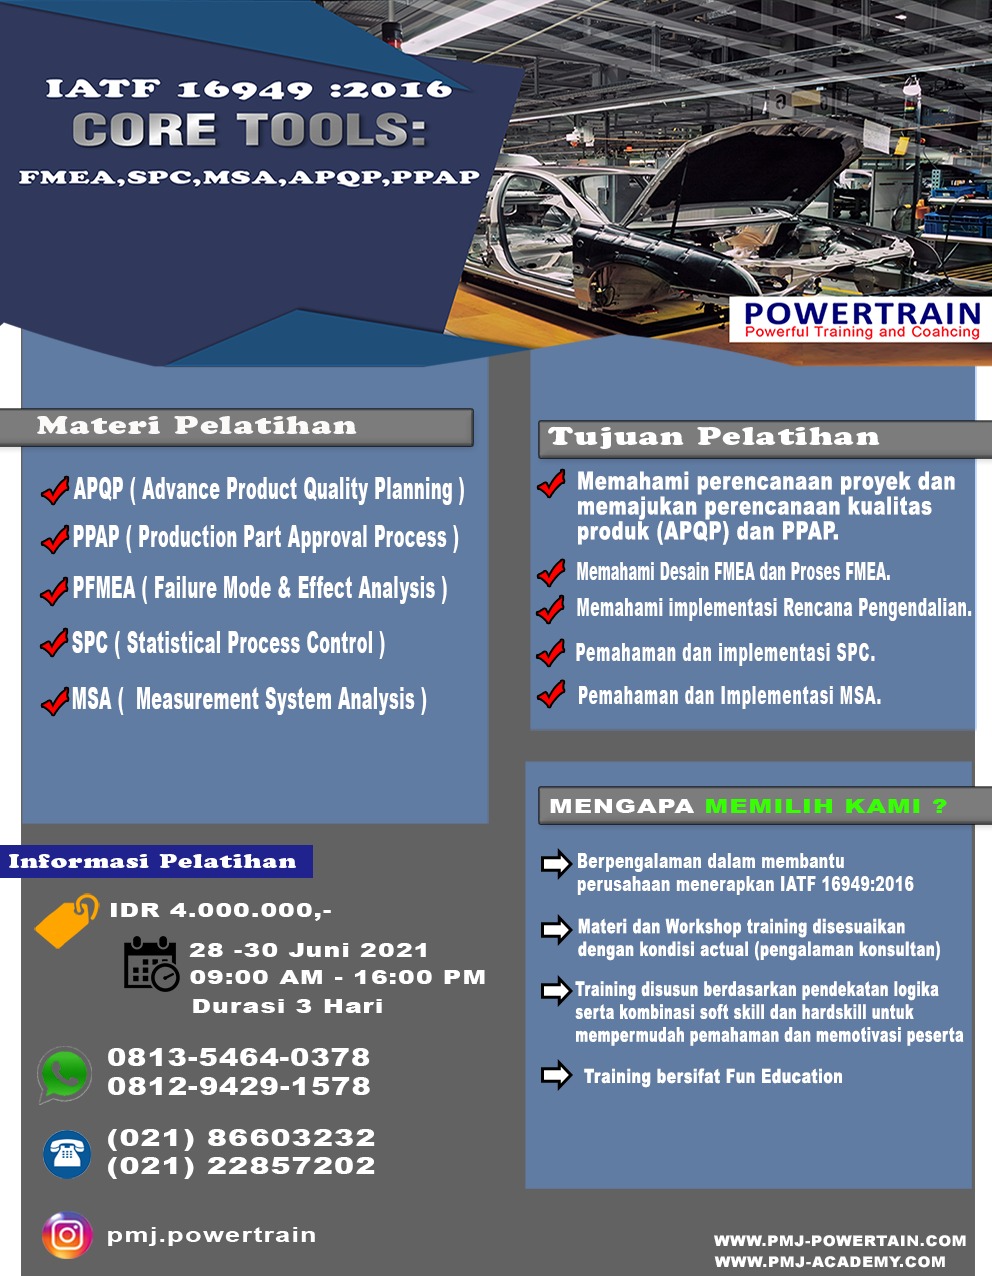 IATF 16949 :2016
CORE TOOLS:
FMEA,SPC,MSA,APQP,PPAP
POWERTRAIN
Powerful Training and Coahcing
Materi Pelatihan
APQP ( Advance Product Quality Planning )
PPAP ( Production Part Approval Process )
PFMEA ( Failure Mode & Effect Analysis )
SPC ( Statistical Process Control )
MSA ( Measurement System Analysis )
Tujuan Pelatihan
Memahami perencanaan proyek dan
memajukan perencanaan kualitas
produk (APQP) dan PPAP.
Memahami Desain FMEA dan Proses FMEA.
Memahami implementasi Rencana Pengendalian.
Pemahaman dan implementasi SPC.
Pemahaman dan Implementasi MSA.
MENGAPA MEMILIH KAMI ?
Berpengalaman dalam membantu
perusahaan menerapkan IATF 16949:2016
Materi dan Workshop training disesuaikan
dengan kondisi actual (pengalaman konsultan)
Training disusun berdasarkan pendekatan logika
serta kombinasi soft skill dan hardskill untuk
mempermudah pemahaman dan memotivasi peserta
Training bersifat Fun Education
Informasi Pelatihan
IDR 4.000.000,-
28 -30 Juni 2021
09:00 AM - 16:00 PM
Durasi 3 Hari
0813-5464-0378
0812-9429-1578
(021) 86603232
(021) 22857202
pmj.powertrain
WWW.PMJ-POWERTAIN.COM
WWW.PMJ-ACADEMY.COM